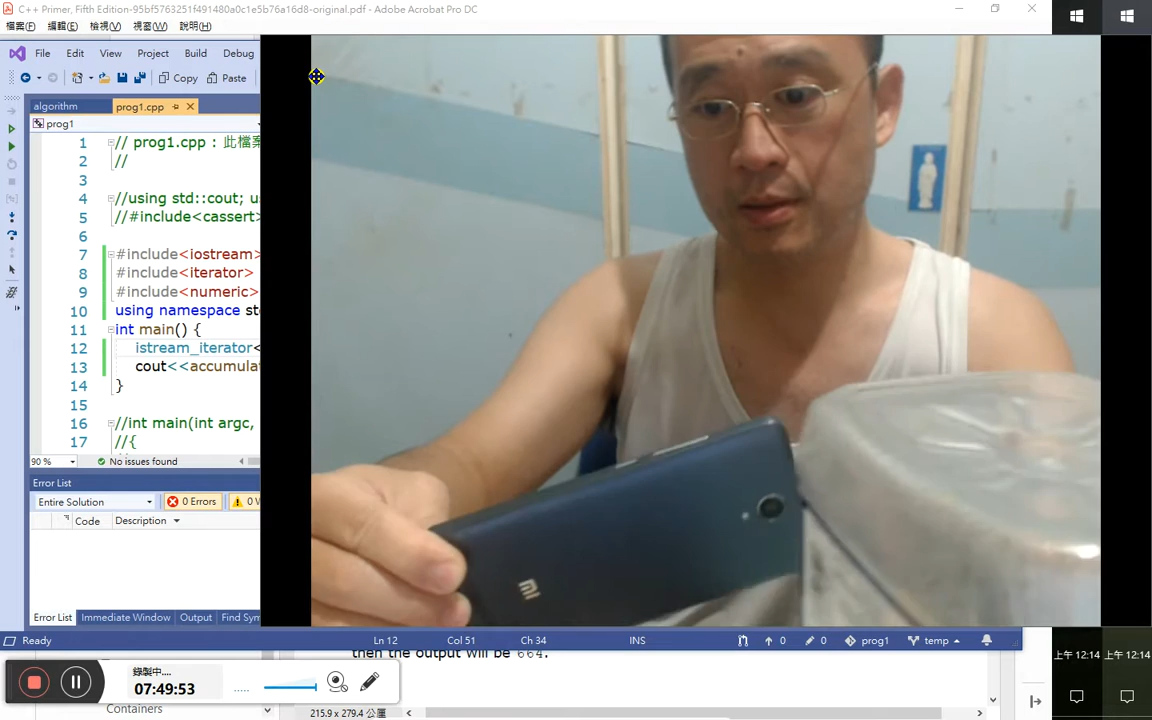 C++ Primer, Fifth Edition-95bf5763251f491480a0c1e5b76a16d8-original.pdf - Adobe Acrobat Pro DC
檔案(F) 編輯(E) 檢視(V) 視窗(W) 說明(H)
File Edit View Project Build Debug
Copy Paste
algorithm prog1.cpp
prog1
1 // prog1.cpp : 此檔案
2 //
3
4 //using std::cout; u
5 //#include<cassert>
6
7 #include<iostream>
8 #include<iterator>
9 #include<numeric>
10 using namespace st
11 int main() {
12 istream_iterator<
13 cout<<accumula
14 }
15
16 //int main(int argc,
17 //{
90 % No issues found
Error List
Entire Solution 0 Errors 0 W
Code Description
Error List Immediate Window Output Find Sym
Ready Ln 12 Col 51 Ch 34 INS 0 0 prog1 temp
then the output will be 664.
錄製中....
07:49:53
Containers
215.9 x 279.4 公厘
上午 12:14 上午 12:14
mi